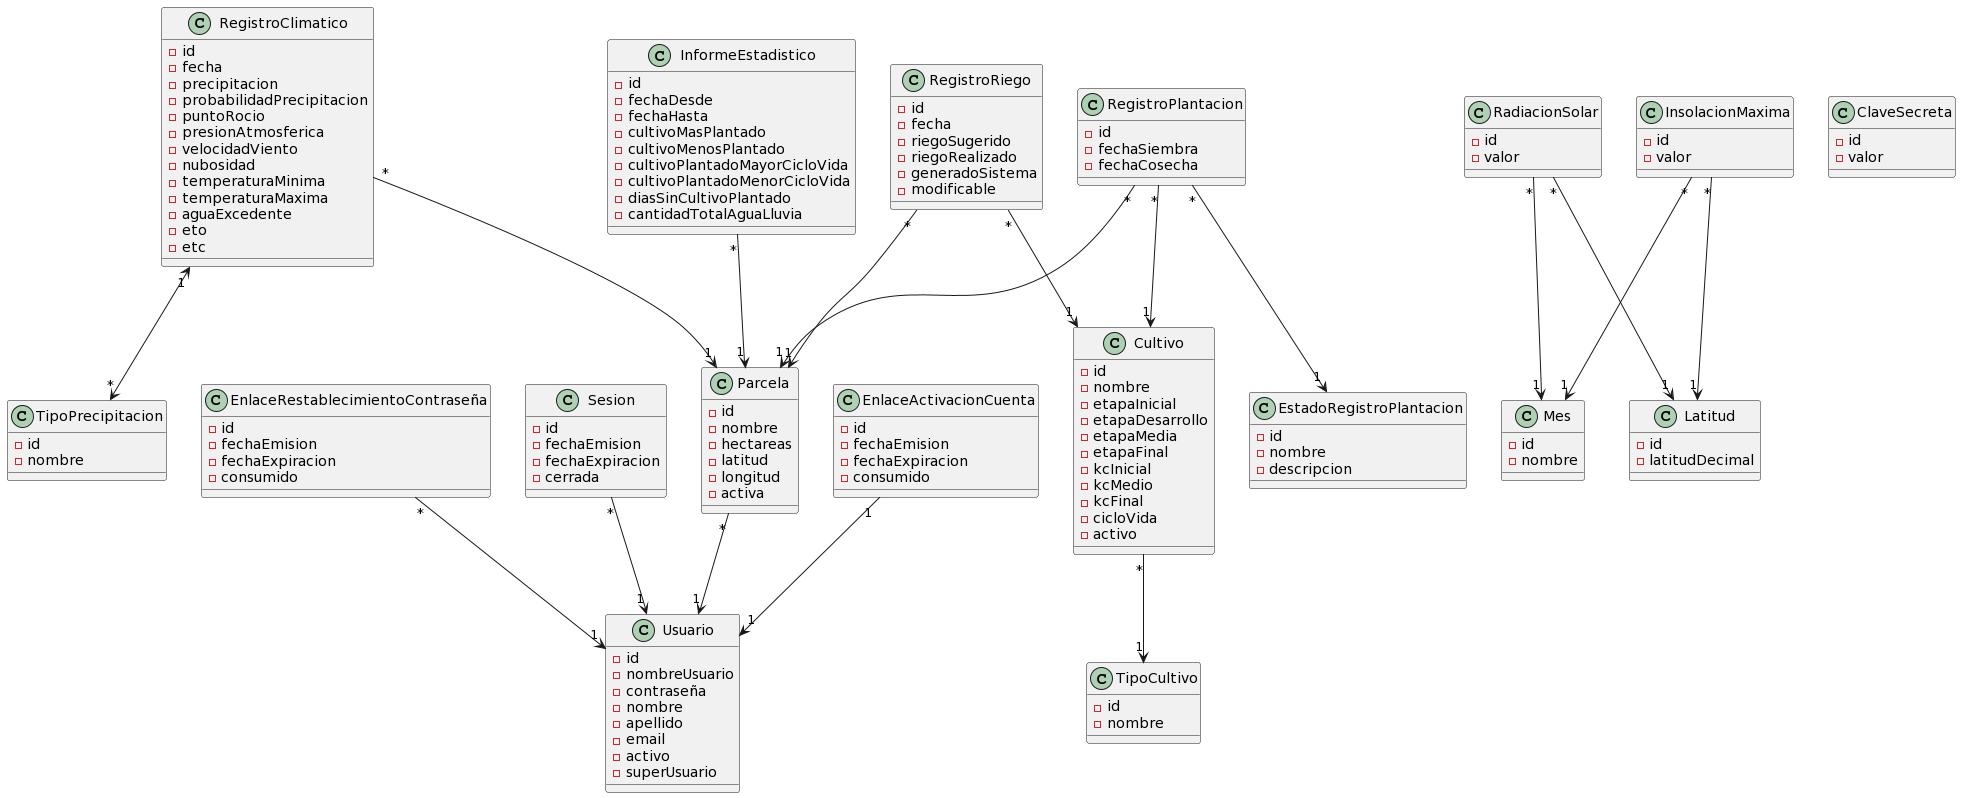 C RegistroClimatico
id
fecha
precipitacion
probabilidadPrecipitacion
puntoRocio
presionAtmosferica
velocidadViento
nubosidad
temperaturaMinima
temperaturaMaxima
aguaExcedente
eto
etc
C InformeEstadistico
id
fechaDesde
fechaHasta
cultivoMasPlantado
cultivoMenosPlantado
cultivoPlantadoMayorCicloVida
cultivoPlantadoMenorCicloVida
diasSinCultivoPlantado
cantidadTotalAguaLluvia
C RegistroRiego
id
fecha
riegoSugerido
riegoRealizado
generadoSistema
modificable
C RegistroPlantacion
id
fechaSiembra
fechaCosecha
C RadiacionSolar
id
valor
C InsolacionMaxima
id
valor
C ClaveSecreta
id
valor
*
1
*
*
*
*
*
*
*
*
*
*
*
*
1
1
1
1
1
1
1
1
1
1
1
C TipoPrecipitacion
id
nombre
C EnlaceRestablecimientoContraseña
id
fechaEmision
fechaExpiracion
consumido
C Sesion
id
fechaEmision
fechaExpiracion
cerrada
C Parcela
id
nombre
hectareas
latitud
longitud
activa
C EnlaceActivacionCuenta
id
fechaEmision
fechaExpiracion
consumido
C Cultivo
id
nombre
etapaInicial
etapaDesarrollo
etapaMedia
etapaFinal
kcInicial
kcMedio
kcFinal
cicloVida
activo
C EstadoRegistroPlantacion
id
nombre
descripcion
C Mes
id
nombre
C Latitud
id
latitudDecimal
*
*
*
1
*
1
1
1
1
1
C Usuario
id
nombreUsuario
contraseña
nombre
apellido
email
activo
superUsuario
C TipoCultivo
id
nombre